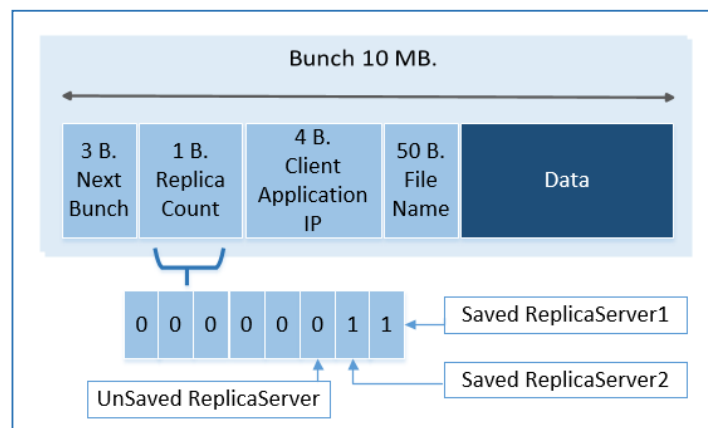 Bunch 10 MB.
3 B.
Next
Bunch
1 B.
Replica
Count
4 B.
Client
Application
IP
50 B.
File
Name
Data
0 0 0 0 0 0 1 1
Saved ReplicaServer1
UnSaved ReplicaServer
Saved ReplicaServer2